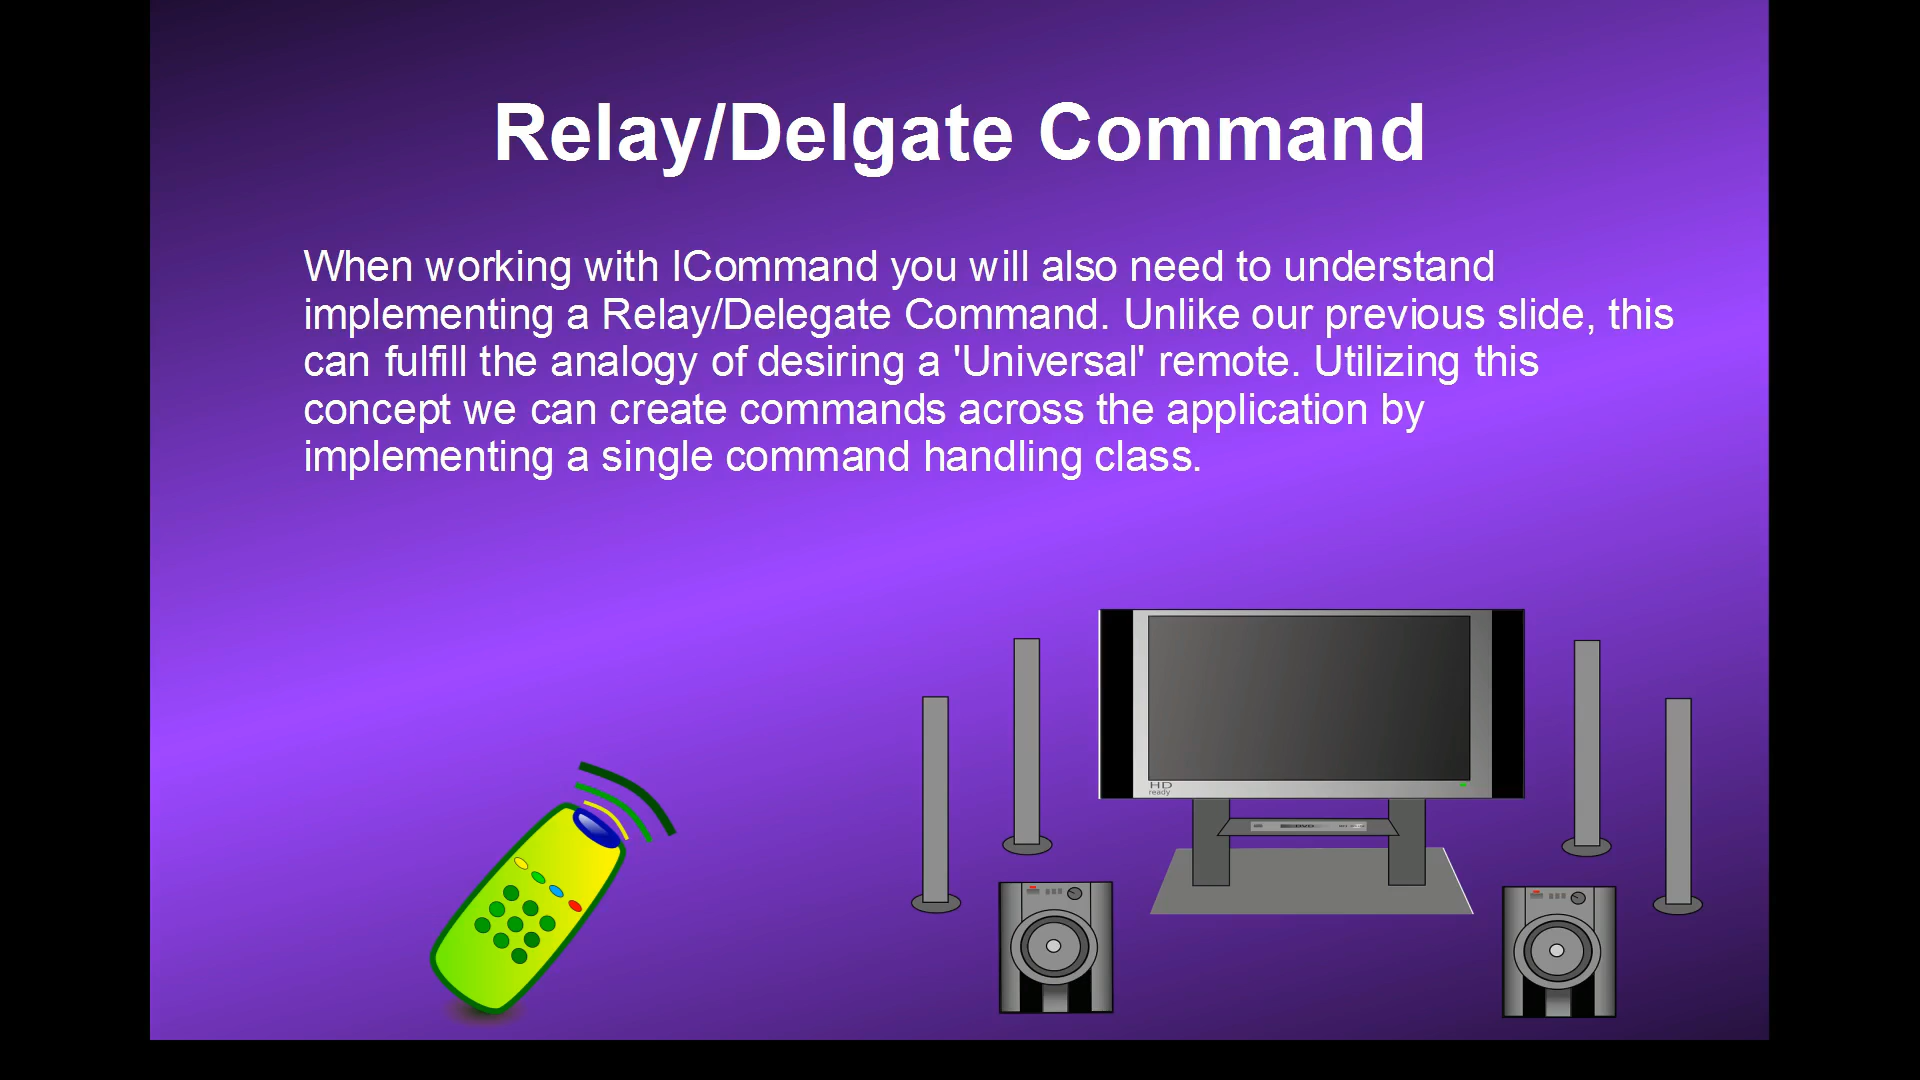 Relay/Delgate Command
When working with ICommand you will also need to understand
implementing a Relay/Delegate Command. Unlike our previous slide, this
can fulfill the analogy of desiring a 'Universal' remote. Utilizing this
concept we can create commands across the application by
implementing a single command handling class.
HD
ready